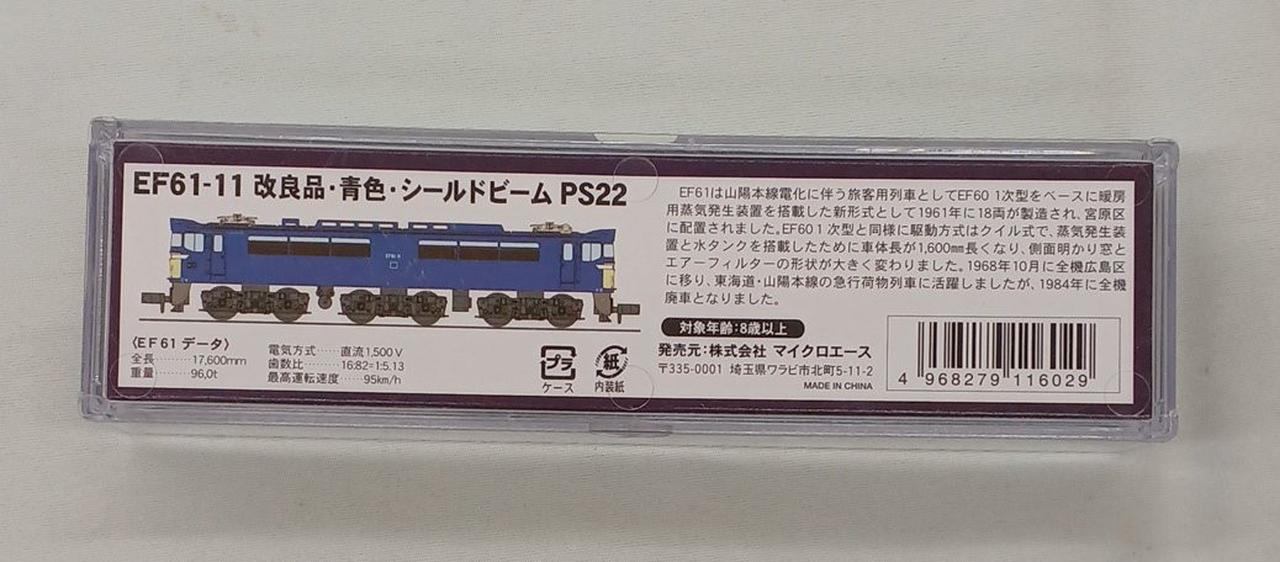 EF61-11 改良品・青色・シールドビーム PS22
EF61は山陽本線電化に伴う旅客用列車としてEF60 1次型をベースに暖房
用蒸気発生装置を搭載した新形式として1961年に18両が製造され、宮原区
に配置されました。EF60 1 次型と同様に駆動方式はクイル式で、蒸気発生装
置と水タンクを搭載したために車体長が1,600㎜長くなり、側面明かり窓と
エアーフィルターの形状が大きく変わりました。1968年10月に全機広島区
に移り、東海道・山陽本線の急行荷物列車に活躍しましたが、1984年に全機
廃車となりました。
〈EF61 データ〉
全長………17,600mm
重量………96.0t
電気方式……直流1,500V
歯数比………16:82=1:5.13
最高運転速度……95km/h
プラ
ケース
紙
内装紙
対象年齢:8歳以上
発売元:株式会社 マイクロエース
〒335-0001 埼玉県ワラビ市北町5-11-2
MADE IN CHINA
4 968279 116029